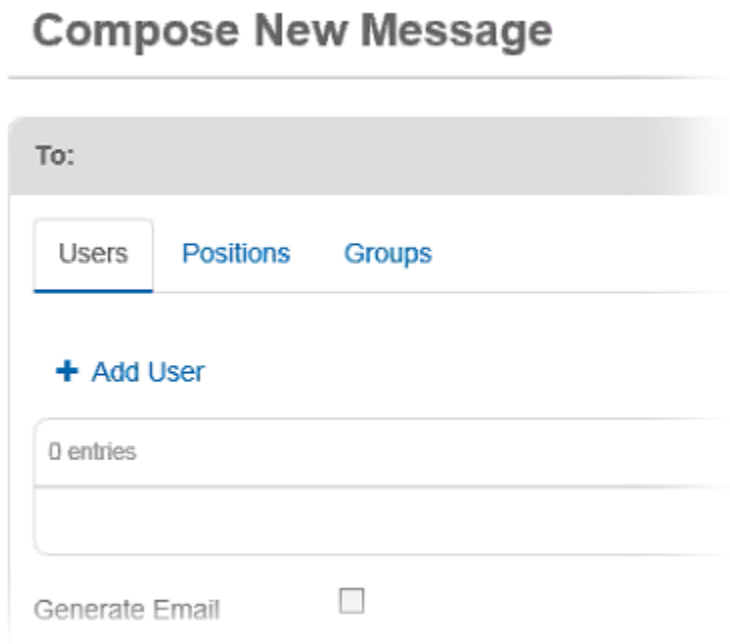 Compose New Message
To:
Users Positions Groups
+ Add User
0 entries
Generate Email